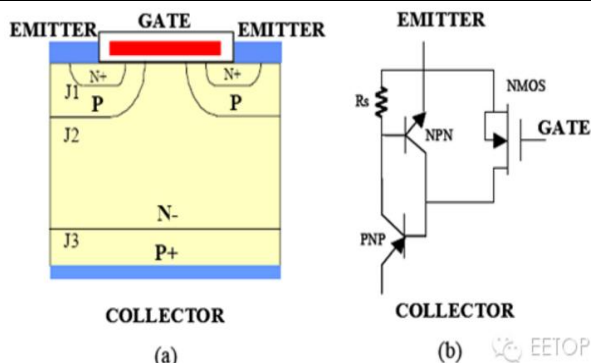 EMITTER
GATE
EMITTER
N+
N+
J1
P
P
J2
N-
J3
P+
COLLECTOR
(a)
EMITTER
Rs
NMOS
NPN
GATE
PNP
COLLECTOR
(b)
EETOP